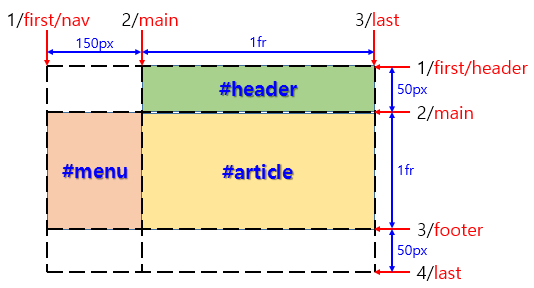 1/first/nav 2/main 3/last
150px 1fr
1/first/header
#header 50px
2/main
#menu #article 1fr
3/footer
50px
4/last